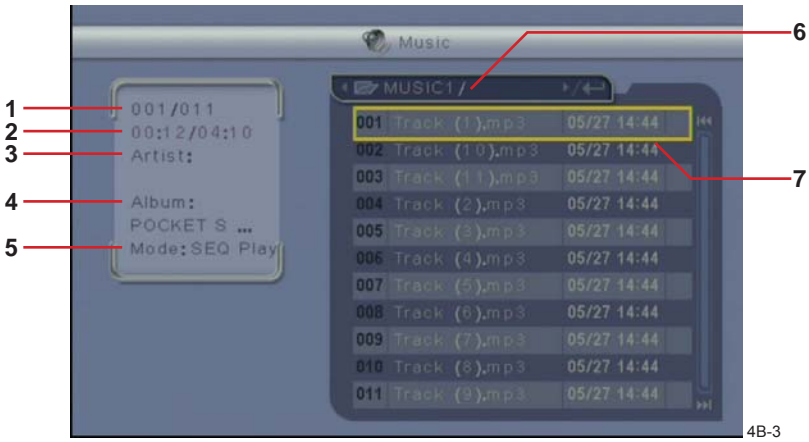 Music
6
MUSIC1/
1
001/011
2
00:12/04:10
3
Artist:
4
Album:
POCKET S ...
5
Mode:SEQ Play
001 Track (1).mp3 05/27 14:44
002 Track (10).mp3 05/27 14:44
7
003 Track (11).mp3 05/27 14:44
004 Track (2).mp3 05/27 14:44
005 Track (3).mp3 05/27 14:44
006 Track (4).mp3 05/27 14:44
007 Track (5).mp3 05/27 14:44
008 Track (6).mp3 05/27 14:44
009 Track (7).mp3 05/27 14:44
010 Track (8).mp3 05/27 14:44
011 Track (9).mp3 05/27 14:44
4B-3